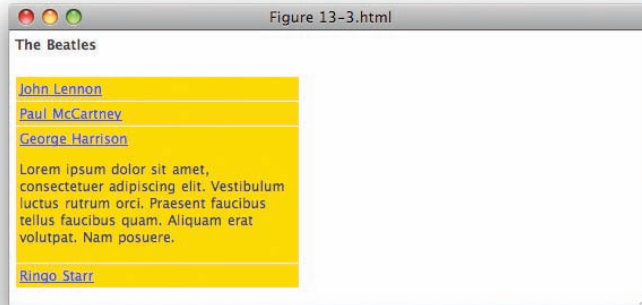 Figure 13-3.html
The Beatles
John Lennon
Paul McCartney
George Harrison
Lorem ipsum dolor sit amet,
consectetuer adipiscing elit. Vestibulum
luctus rutrum orci. Praesent faucibus
tellus faucibus quam. Aliquam erat
volutpat. Nam posuere.
Ringo Starr